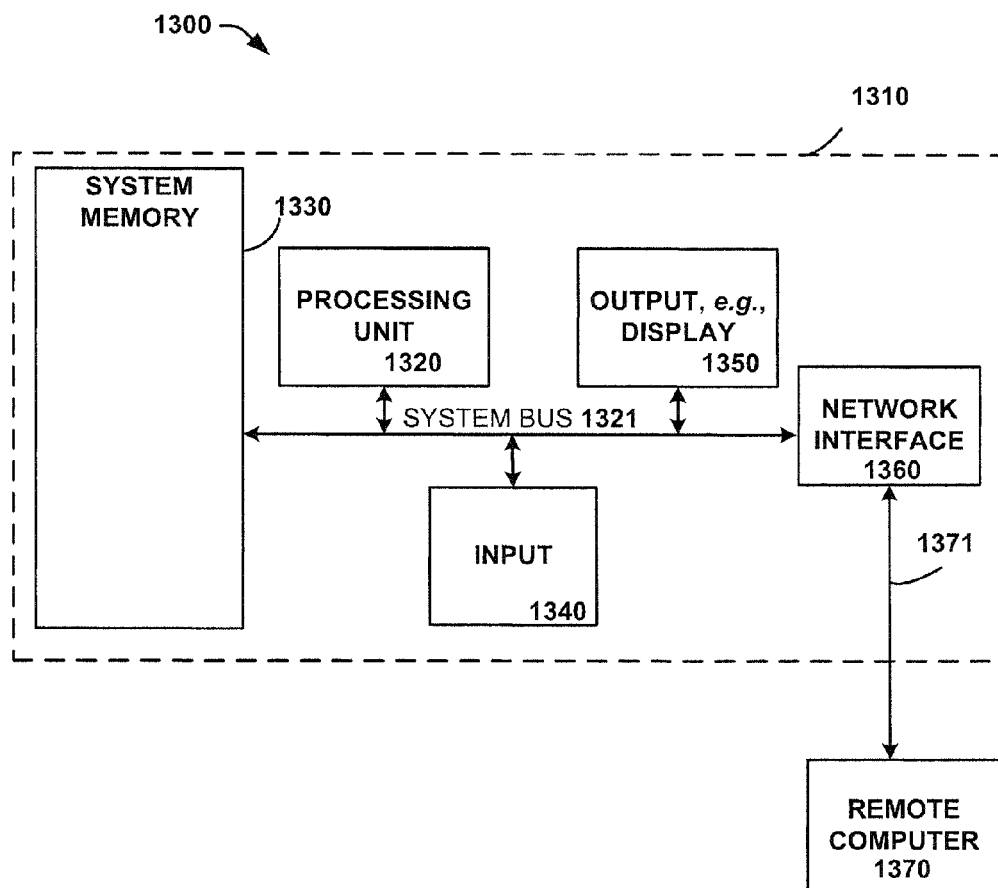 1300
1310
SYSTEM
MEMORY
1330
PROCESSING
UNIT
1320
OUTPUT, e.g.,
DISPLAY
1350
SYSTEM BUS 1321
NETWORK
INTERFACE
1360
INPUT
1340
1371
REMOTE
COMPUTER
1370